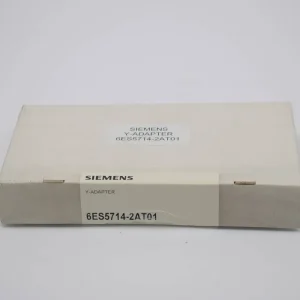 SIEMENS
Y-ADAPTER
6ES5714-2AT01
SIEMENS
Y-ADAPTER
6ES5714-2AT01